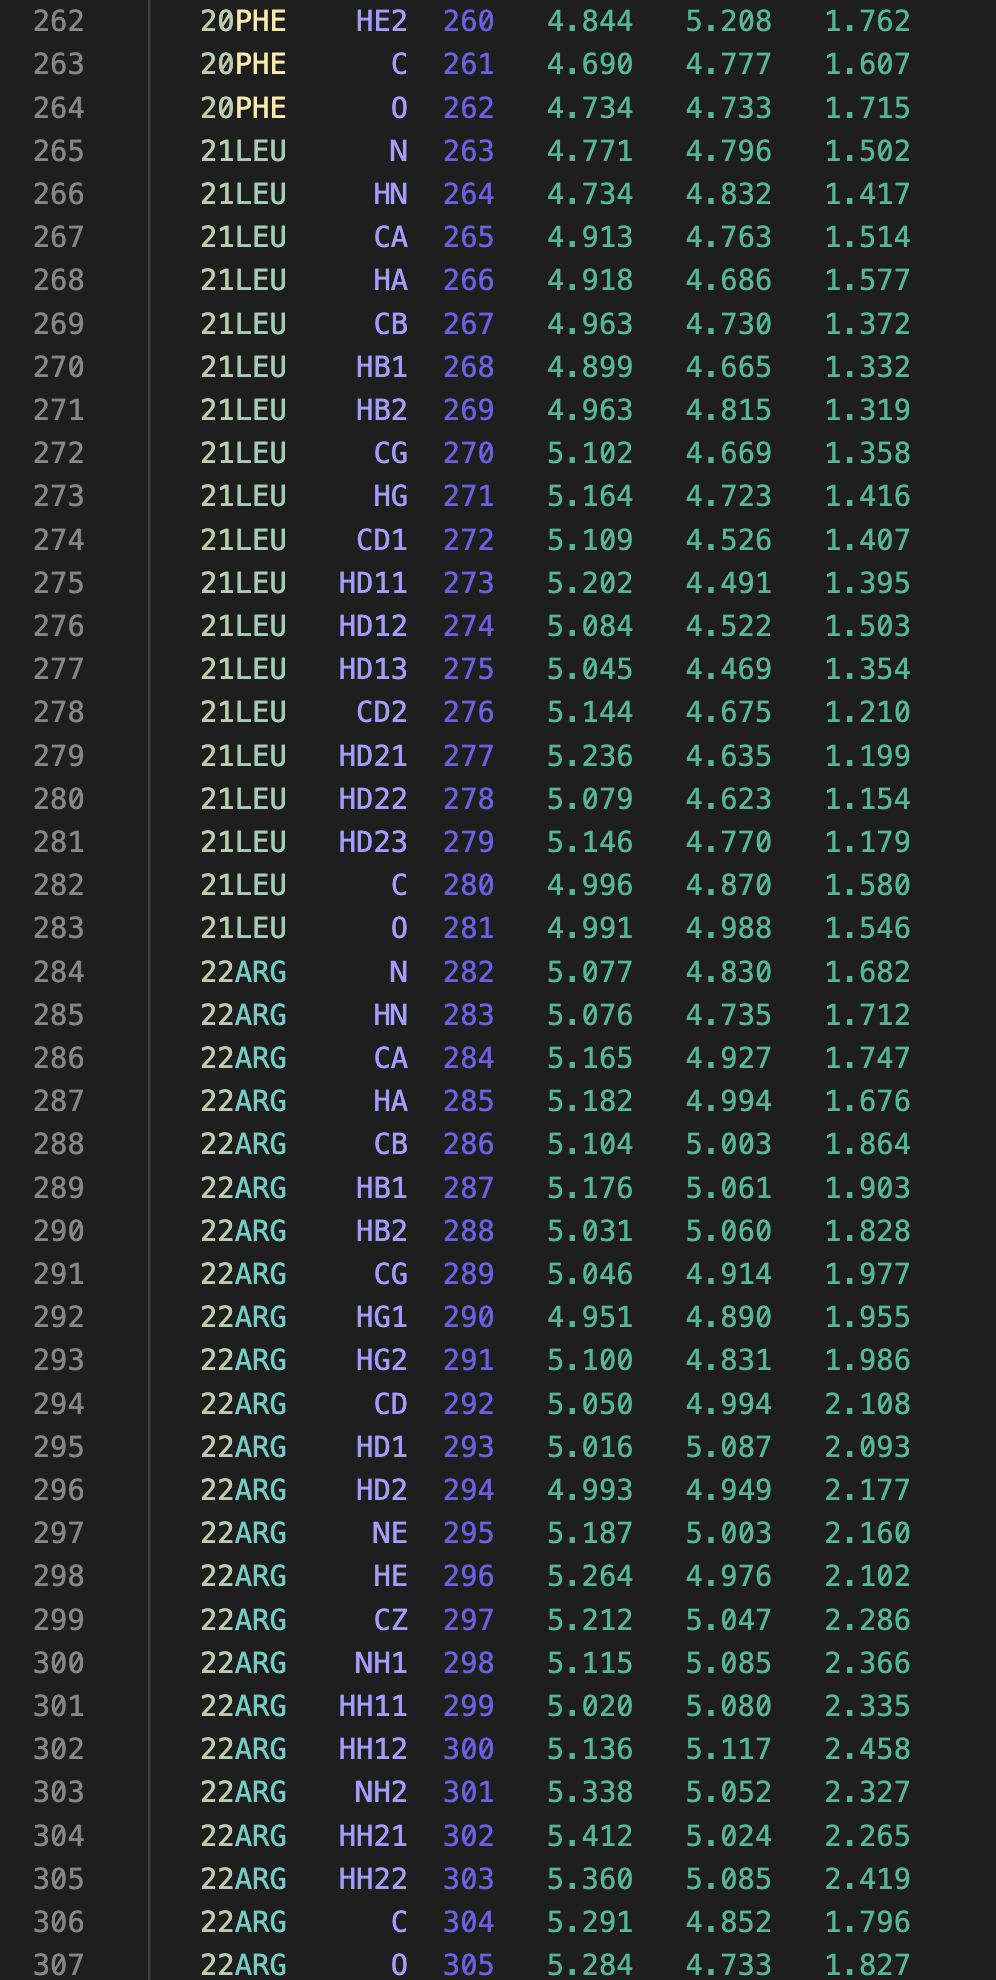 262 20PHE HE2 260 4.844 5.208 1.762
263 20PHE C 261 4.690 4.777 1.607
264 20PHE O 262 4.734 4.733 1.715
265 21LEU N 263 4.771 4.796 1.502
266 21LEU HN 264 4.734 4.832 1.417
267 21LEU CA 265 4.913 4.763 1.514
268 21LEU HA 266 4.918 4.686 1.577
269 21LEU CB 267 4.963 4.730 1.372
270 21LEU HB1 268 4.899 4.665 1.332
271 21LEU HB2 269 4.963 4.815 1.319
272 21LEU CG 270 5.102 4.669 1.358
273 21LEU HG 271 5.164 4.723 1.416
274 21LEU CD1 272 5.109 4.526 1.407
275 21LEU HD11 273 5.202 4.491 1.395
276 21LEU HD12 274 5.084 4.522 1.503
277 21LEU HD13 275 5.045 4.469 1.354
278 21LEU CD2 276 5.144 4.675 1.210
279 21LEU HD21 277 5.236 4.635 1.199
280 21LEU HD22 278 5.079 4.623 1.154
281 21LEU HD23 279 5.146 4.770 1.179
282 21LEU C 280 4.996 4.870 1.580
283 21LEU O 281 4.991 4.988 1.546
284 22ARG N 282 5.077 4.830 1.682
285 22ARG HN 283 5.076 4.735 1.712
286 22ARG CA 284 5.165 4.927 1.747
287 22ARG HA 285 5.182 4.994 1.676
288 22ARG CB 286 5.104 5.003 1.864
289 22ARG HB1 287 5.176 5.061 1.903
290 22ARG HB2 288 5.031 5.060 1.828
291 22ARG CG 289 5.046 4.914 1.977
292 22ARG HG1 290 4.951 4.890 1.955
293 22ARG HG2 291 5.100 4.831 1.986
294 22ARG CD 292 5.050 4.994 2.108
295 22ARG HD1 293 5.016 5.087 2.093
296 22ARG HD2 294 4.993 4.949 2.177
297 22ARG NE 295 5.187 5.003 2.160
298 22ARG HE 296 5.264 4.976 2.102
299 22ARG CZ 297 5.212 5.047 2.286
300 22ARG NH1 298 5.115 5.085 2.366
301 22ARG HH11 299 5.020 5.080 2.335
302 22ARG HH12 300 5.136 5.117 2.458
303 22ARG NH2 301 5.338 5.052 2.327
304 22ARG HH21 302 5.412 5.024 2.265
305 22ARG HH22 303 5.360 5.085 2.419
306 22ARG C 304 5.291 4.852 1.796
307 22ARG O 305 5.284 4.733 1.827